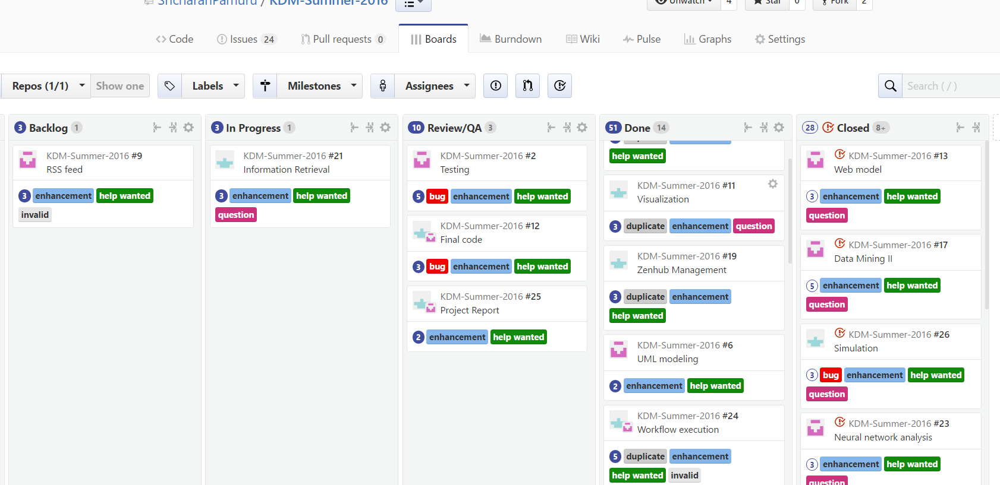 SricharanPamuru / KDM-Summer-2016
Unwatch 4 Star 0 Fork 2
Code Issues 24 Pull requests 0 Boards Burndown Wiki Pulse Graphs Settings
Repos (1/1) Show one Labels Milestones Assignees Search ( / )
3 Backlog 1
KDM-Summer-2016 #9
RSS feed
3 enhancement help wanted
invalid
3 In Progress 1
KDM-Summer-2016 #21
Information Retrieval
3 enhancement help wanted
question
10 Review/QA 3
KDM-Summer-2016 #2
Testing
5 bug enhancement help wanted
KDM-Summer-2016 #12
Final code
3 bug enhancement help wanted
KDM-Summer-2016 #25
Project Report
2 enhancement help wanted
51 Done 14
help wanted
KDM-Summer-2016 #11
Visualization
3 duplicate enhancement question
KDM-Summer-2016 #19
Zenhub Management
3 duplicate enhancement
help wanted
KDM-Summer-2016 #6
UML modeling
2 enhancement help wanted
KDM-Summer-2016 #24
Workflow execution
5 duplicate enhancement
help wanted invalid
28 Closed 8+
KDM-Summer-2016 #13
Web model
3 enhancement help wanted
question
KDM-Summer-2016 #17
Data Mining II
5 enhancement help wanted
question
KDM-Summer-2016 #26
Simulation
3 bug enhancement help wanted
question
KDM-Summer-2016 #23
Neural network analysis
3 enhancement help wanted
question